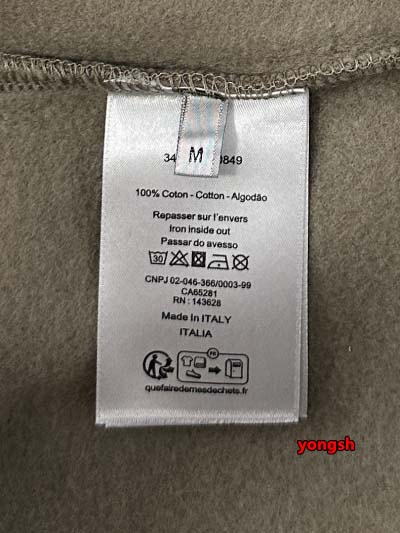 M
100% Coton - Cotton - Algodão
Repasser sur l'envers
Iron inside out
Passar do avesso
30
CNPJ 02-046-366/0003-99
CA65281
RN : 143628
Made In ITALY
ITALIA
FR
quefairedemesdechets.fr
yongsh